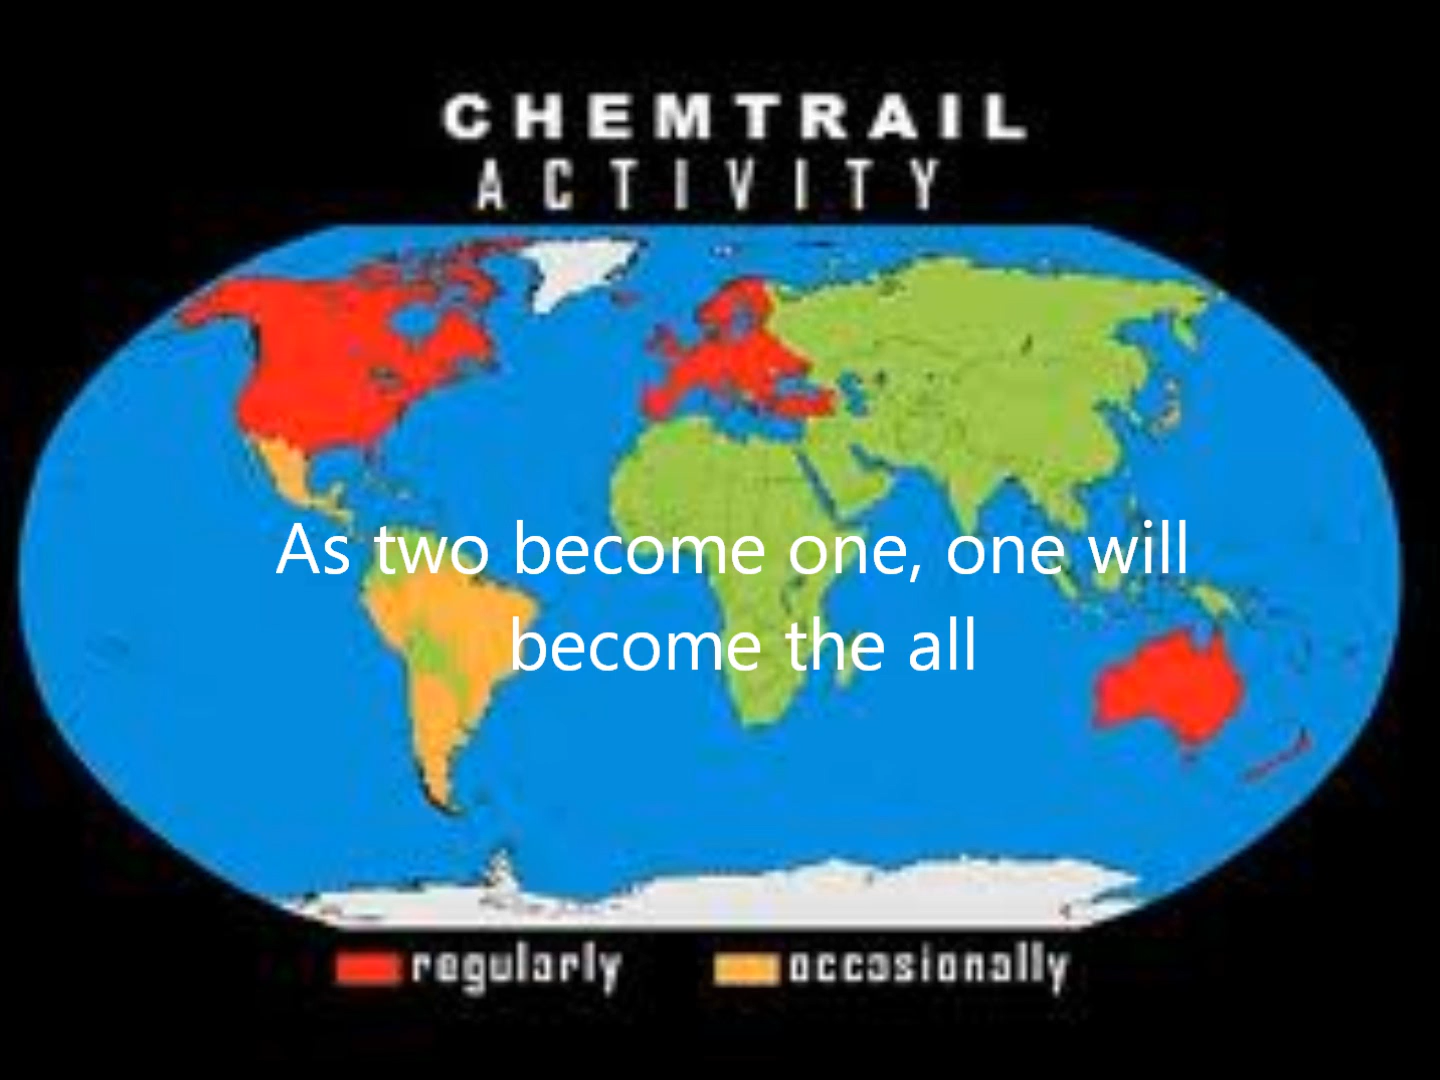 CHEMTRAIL
ACTIVITY
As two become one, one will
become the all
regularly occasionally